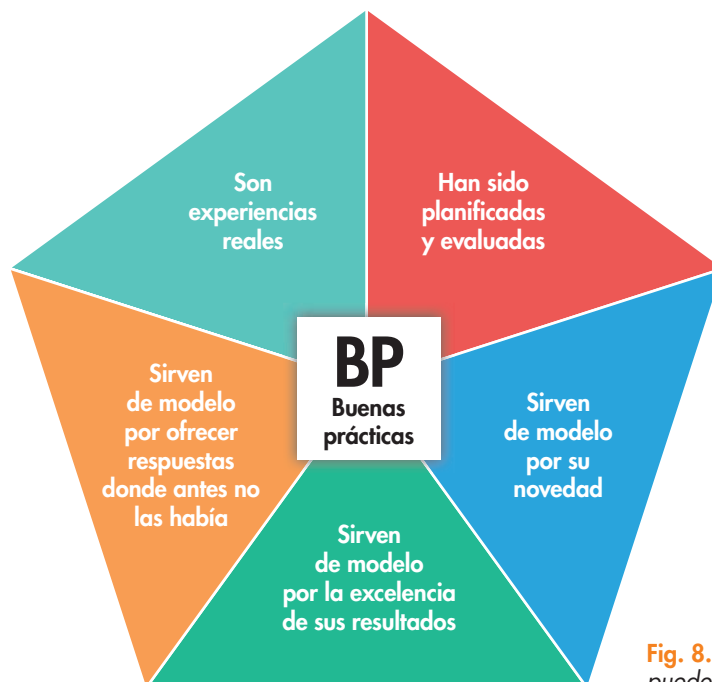 Son
experiencias
reales
Han sido
planificadas
y evaluadas
BP
Buenas
prácticas
Sirven
de modelo
por ofrecer
respuestas
donde antes no
las había
Sirven
de modelo
por su
novedad
Sirven
de modelo
por la excelencia
de sus resultados
Fig. 8.
puede